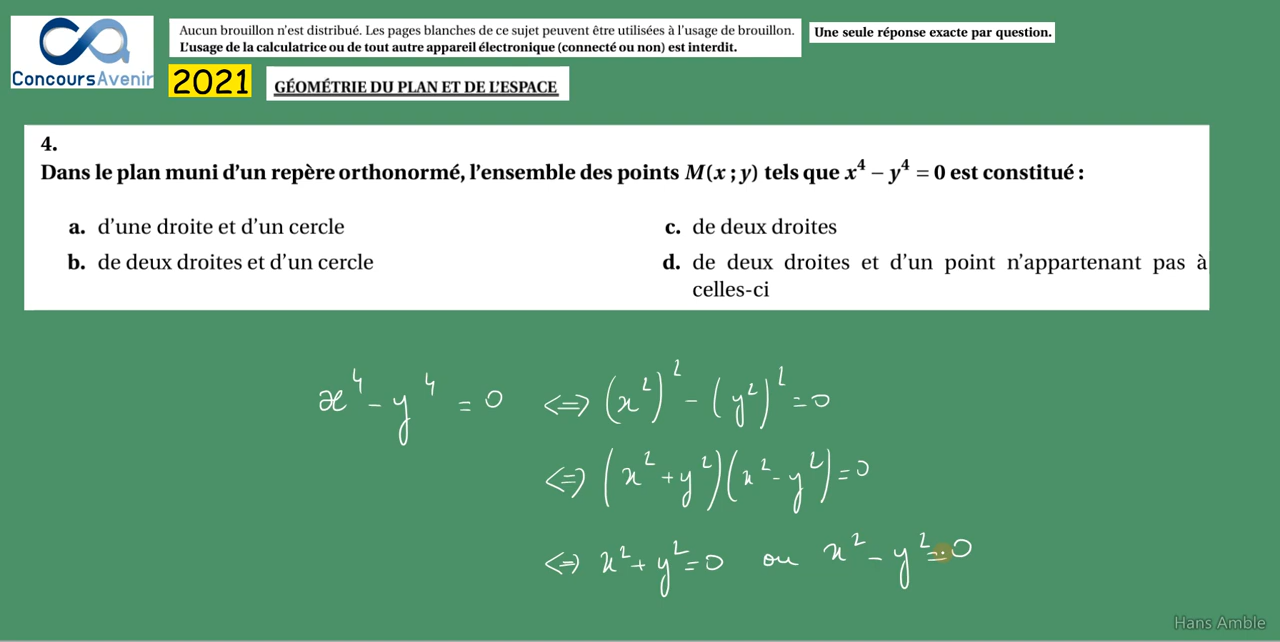 ConcoursAvenir
Aucun brouillon n'est distribué. Les pages blanches de ce sujet peuvent être utilisées à l'usage de brouillon.
L'usage de la calculatrice ou de tout autre appareil électronique (connecté ou non) est interdit.
Une seule réponse exacte par question.
2021
GÉOMÉTRIE DU PLAN ET DE L'ESPACE
4.
Dans le plan muni d'un repère orthonormé, l'ensemble des points M(x ; y) tels que x⁴ − y⁴ = 0 est constitué :
a. d'une droite et d'un cercle
b. de deux droites et d'un cercle
c. de deux droites
d. de deux droites et d'un point n'appartenant pas à
celles-ci
x⁴ - y⁴ = 0 <=> (x²)² - (y²)² = 0
<=> (x² + y²)(x² - y²) = 0
<=> x² + y² = 0 ou x² - y² = 0
Hans Amble